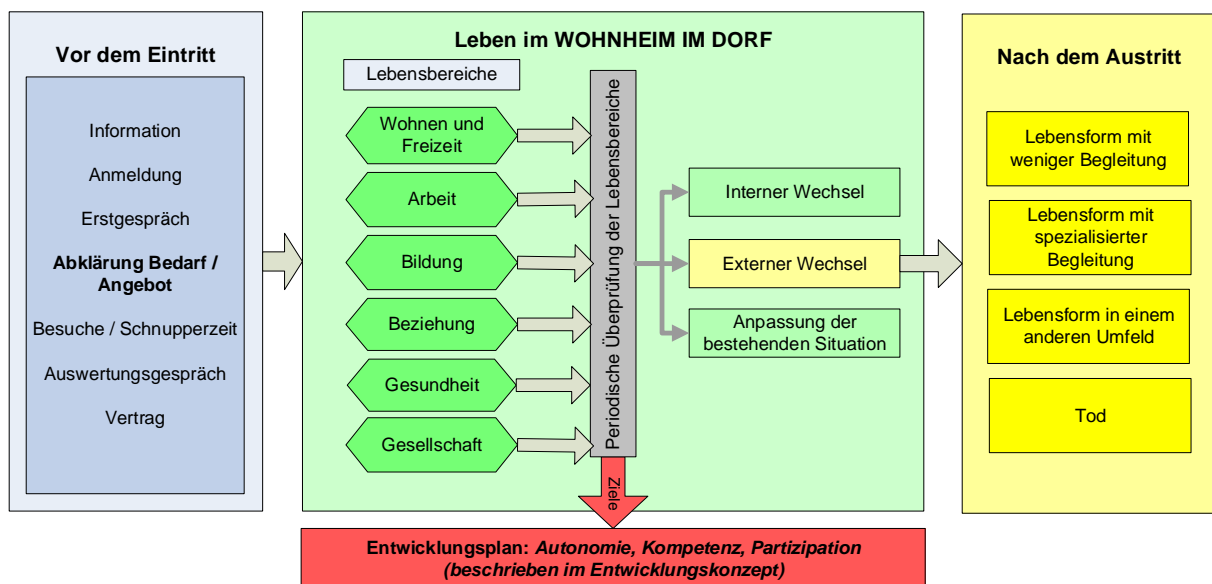 Vor dem Eintritt
Information
Anmeldung
Erstgespräch
Abklärung Bedarf /
Angebot
Besuche / Schnupperzeit
Auswertungsgespräch
Vertrag
Leben im WOHNHEIM IM DORF
Lebensbereiche
Wohnen und
Freizeit
Arbeit
Bildung
Beziehung
Gesundheit
Gesellschaft
Periodische Überprüfung der Lebensbereiche
Interner Wechsel
Externer Wechsel
Anpassung der
bestehenden Situation
Ziele
Entwicklungsplan: Autonomie, Kompetenz, Partizipation
(beschrieben im Entwicklungskonzept)
Nach dem Austritt
Lebensform mit
weniger Begleitung
Lebensform mit
spezialisierter
Begleitung
Lebensform in einem
anderen Umfeld
Tod